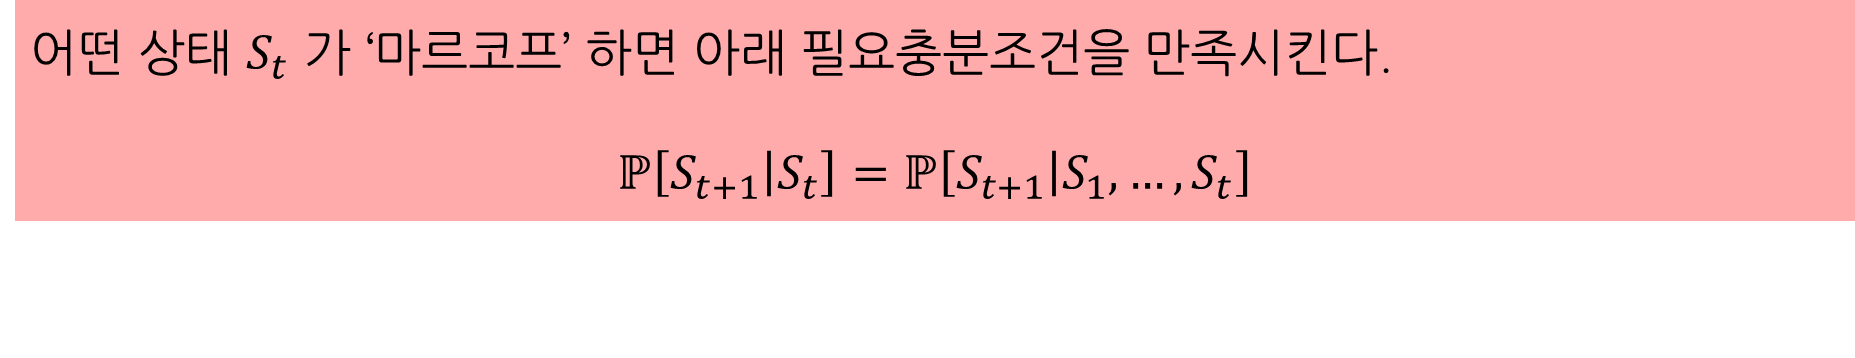 어떤 상태 S_t 가 ‘마르코프’ 하면 아래 필요충분조건을 만족시킨다.
ℙ[S_{t+1}|S_t] = ℙ[S_{t+1}|S_1, … , S_t]